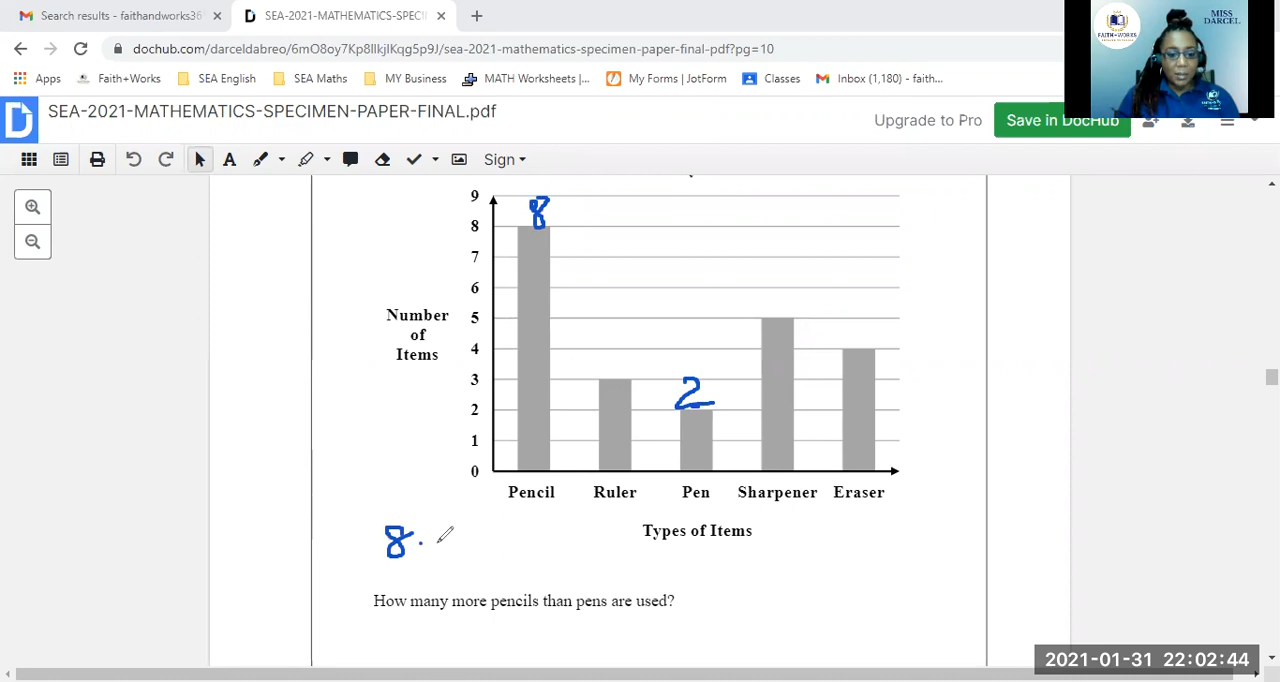 Search results - faithandworks36
SEA-2021-MATHEMATICS-SPECI
dochub.com/darceldabreo/6mO8oy7Kp8llkjlKqgpo9J/sea-2021-mathematics-specimen-paper-final-pdf?pg=10
Apps
Faith+Works
SEA English
SEA Maths
MY Business
MATH Worksheets |...
My Forms | JotForm
Classes
Inbox (1,180) - faith...
FAITH+WORKS
MISS
DARCEL
SEA-2021-MATHEMATICS-SPECIMEN-PAPER-FINAL.pdf
Upgrade to Pro
Save in DocHub
A
Sign
9
8
7
6
5
4
3
2
1
0
8
2
Number
of
Items
Pencil Ruler Pen Sharpener Eraser
Types of Items
8.
How many more pencils than pens are used?
2021-01-31 22:02:44